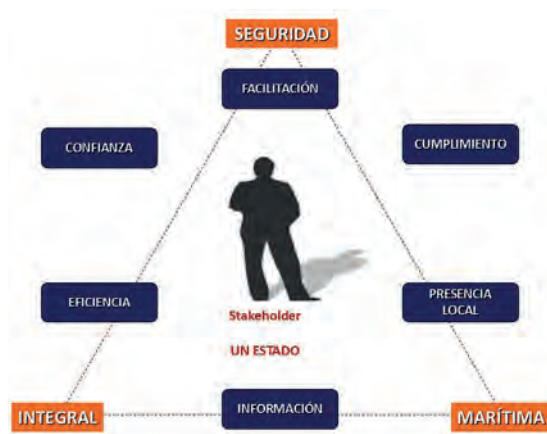 SEGURIDAD
FACILITACIÓN
CONFIANZA
CUMPLIMIENTO
EFICIENCIA
PRESENCIA
LOCAL
Stakeholder
UN ESTADO
INTEGRAL
INFORMACIÓN
MARÍTIMA